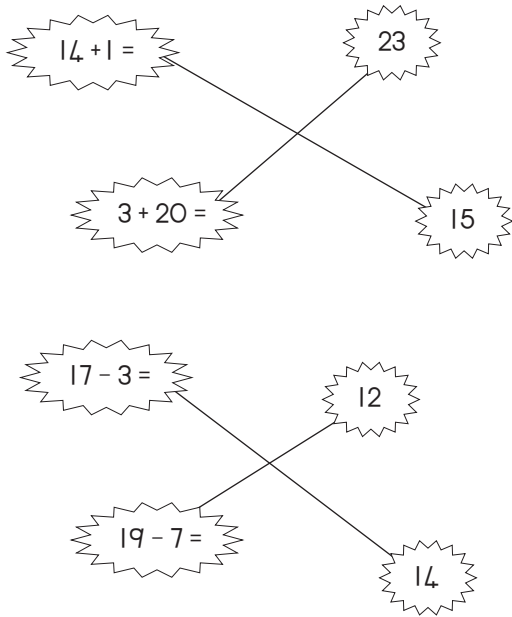 14 + 1 =
23
3 + 20 =
15
17 – 3 =
12
19 – 7 =
14